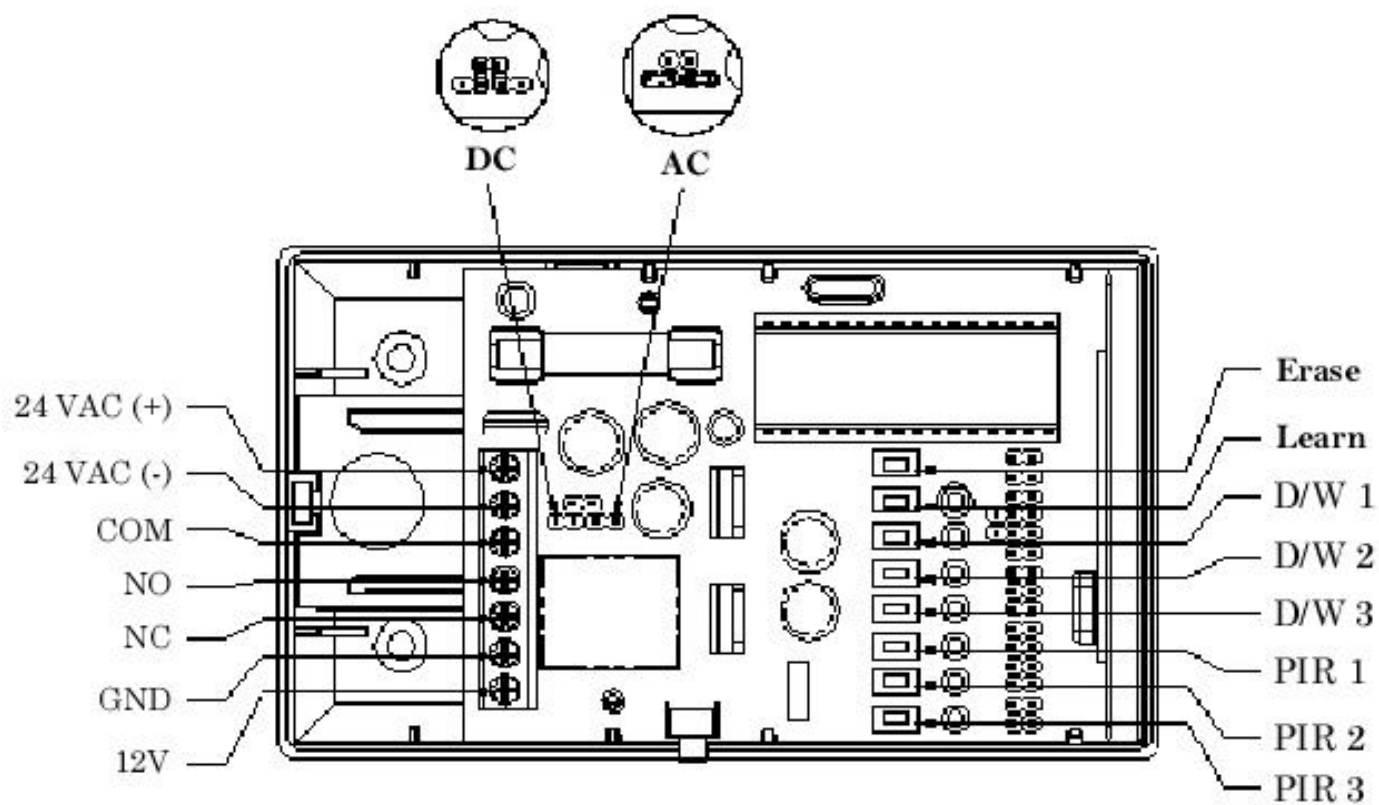 DC
AC
24 VAC (+)
24 VAC (-)
COM
NO
NC
GND
12V
Erase
Learn
D/W 1
D/W 2
D/W 3
PIR 1
PIR 2
PIR 3